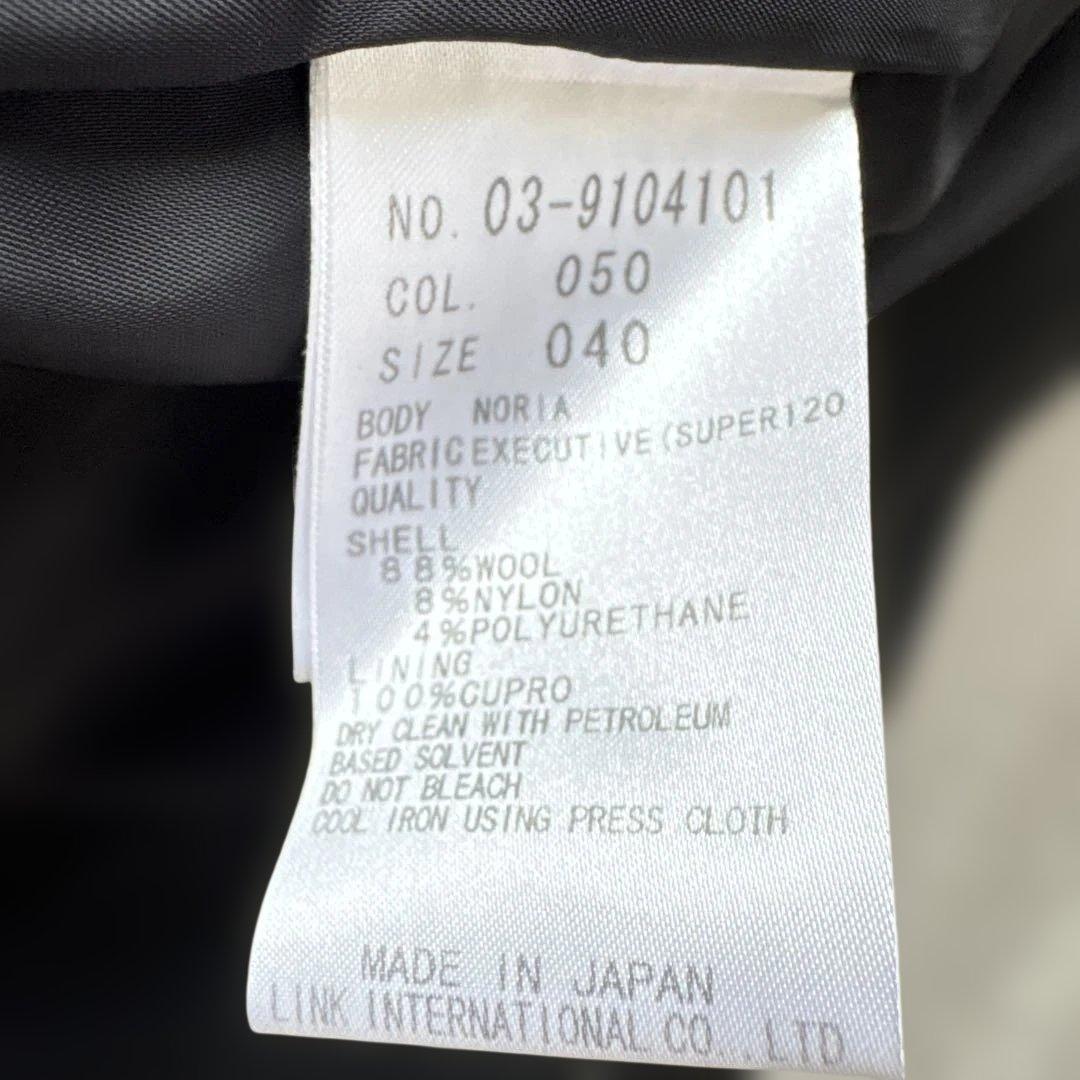 NO. 03-9104101
COL. 050
SIZE 040
BODY NORIA
FABRIC EXECUTIVE (SUPER120
QUALITY
SHELL
88%WOOL
8%NYLON
4%POLYURETHANE
LINING
100%CUPRO
DRY CLEAN WITH PETROLEUM
BASED SOLVENT
DO NOT BLEACH
COOL IRON USING PRESS CLOTH
MADE IN JAPAN
LINK INTERNATIONAL CO.,.LTD